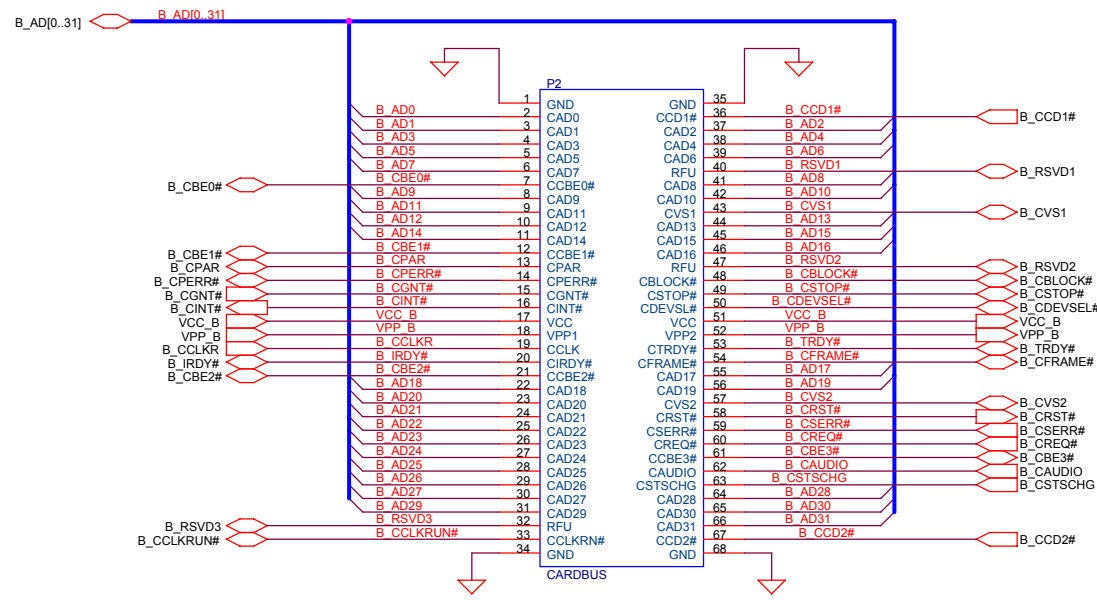 B_AD[0..31] B_AD[0..31]
P2
1 GND GND 35
B_AD0 2 CAD0 CCD1# 36 B_CCD1# B_CCD1#
B_AD1 3 CAD1 CAD2 37 B_AD2
B_AD3 4 CAD3 CAD4 38 B_AD4
B_AD5 5 CAD5 CAD6 39 B_AD6
B_AD7 6 CAD7 RFU 40 B_RSVD1 B_RSVD1
B_CBE0# B_CBE0# 7 CCBE0# CAD8 41 B_AD8
B_AD9 8 CAD9 CAD10 42 B_AD10
B_AD11 9 CAD11 CVS1 43 B_CVS1 B_CVS1
B_AD12 10 CAD12 CAD13 44 B_AD13
B_AD14 11 CAD14 CAD15 45 B_AD15
B_CBE1# B_CBE1# 12 CCBE1# CAD16 46 B_AD16
B_CPAR B_CPAR 13 CPAR RFU 47 B_RSVD2 B_RSVD2
B_CPERR# B_CPERR# 14 CPERR# CBLOCK# 48 B_CBLOCK# B_CBLOCK#
B_CGNT# B_CGNT# 15 CGNT# CSTOP# 49 B_CSTOP# B_CSTOP#
B_CINT# B_CINT# 16 CINT# CDEVSL# 50 B_CDEVSEL# B_CDEVSEL#
VCC_B VCC_B 17 VCC VCC 51 VCC_B VCC_B
VPP_B VPP_B 18 VPP1 VPP2 52 VPP_B VPP_B
B_CCLKR B_CCLKR 19 CCLK CTRDY# 53 B_TRDY# B_TRDY#
B_IRDY# B_IRDY# 20 CIRDY# CFRAME# 54 B_CFRAME# B_CFRAME#
B_CBE2# B_CBE2# 21 CCBE2# CAD17 55 B_AD17
B_AD18 22 CAD18 CAD19 56 B_AD19
B_AD20 23 CAD20 CVS2 57 B_CVS2 B_CVS2
B_AD21 24 CAD21 CRST# 58 B_CRST# B_CRST#
B_AD22 25 CAD22 CSERR# 59 B_CSERR# B_CSERR#
B_AD23 26 CAD23 CREQ# 60 B_CREQ# B_CREQ#
B_AD24 27 CAD24 CCBE3# 61 B_CBE3# B_CBE3#
B_AD25 28 CAD25 CAUDIO 62 B_CAUDIO B_CAUDIO
B_AD26 29 CAD26 CSTSCHG 63 B_CSTSCHG B_CSTSCHG
B_AD27 30 CAD27 CAD28 64 B_AD28
B_AD29 31 CAD29 CAD30 65 B_AD30
B_RSVD3 B_RSVD3 32 RFU CAD31 66 B_AD31
B_CCLKRUN# B_CCLKRUN# 33 CCLKRN# CCD2# 67 B_CCD2# B_CCD2#
34 GND GND 68
CARDBUS